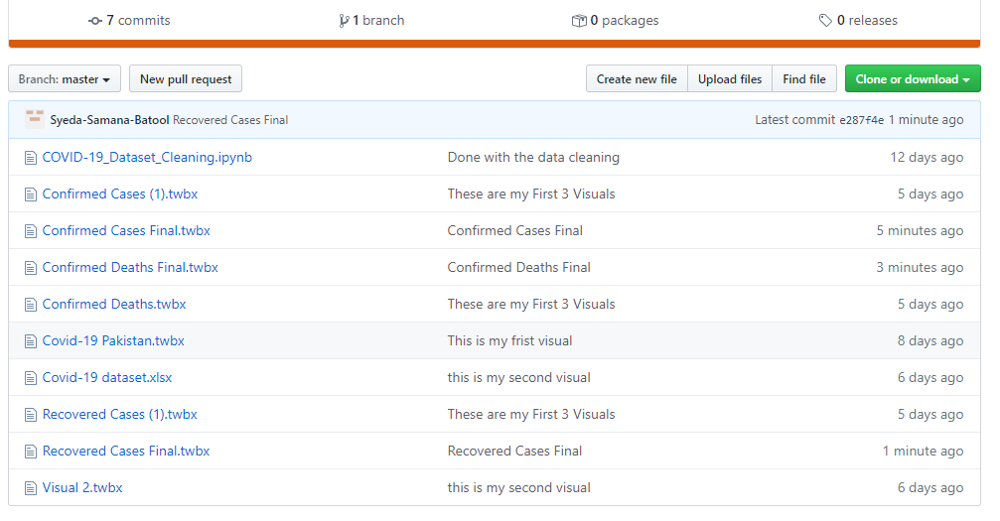 7 commits 1 branch 0 packages 0 releases
Branch: master New pull request Create new file Upload files Find file Clone or download
Syeda-Samana-Batool Recovered Cases Final Latest commit e287f4e 1 minute ago
COVID-19_Dataset_Cleaning.ipynb Done with the data cleaning 12 days ago
Confirmed Cases (1).twbx These are my First 3 Visuals 5 days ago
Confirmed Cases Final.twbx Confirmed Cases Final 5 minutes ago
Confirmed Deaths Final.twbx Confirmed Deaths Final 3 minutes ago
Confirmed Deaths.twbx These are my First 3 Visuals 5 days ago
Covid-19 Pakistan.twbx This is my frist visual 8 days ago
Covid-19 dataset.xlsx this is my second visual 6 days ago
Recovered Cases (1).twbx These are my First 3 Visuals 5 days ago
Recovered Cases Final.twbx Recovered Cases Final 1 minute ago
Visual 2.twbx this is my second visual 6 days ago